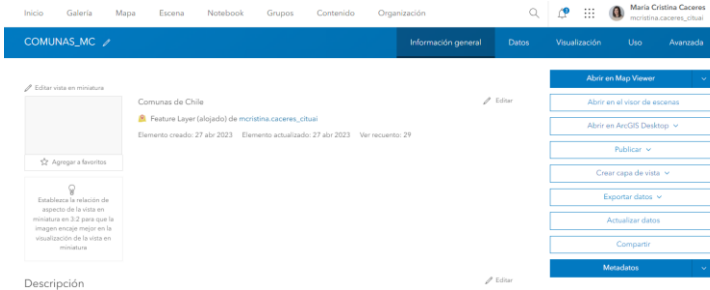 Inicio Galería Mapa Escena Notebook Grupos Contenido Organización
María Cristina Caceres
mcristina.caceres_cituai
COMUNAS_MC
Información general Datos Visualización Uso Avanzada
Editar vista en miniatura
Agregar a favoritos
Establezca la relación de
aspecto de la vista en
miniatura en 3:2 para que la
imagen encaje mejor en la
visualización de la vista en
miniatura
Comunas de Chile
Editar
Feature Layer (alojado) de mcristina.caceres_cituai
Elemento creado: 27 abr 2023 Elemento actualizado: 27 abr 2023 Ver recuento: 29
Abrir en Map Viewer
Abrir en el visor de escenas
Abrir en ArcGIS Desktop
Publicar
Crear capa de vista
Exportar datos
Actualizar datos
Compartir
Metadatos
Descripción
Editar